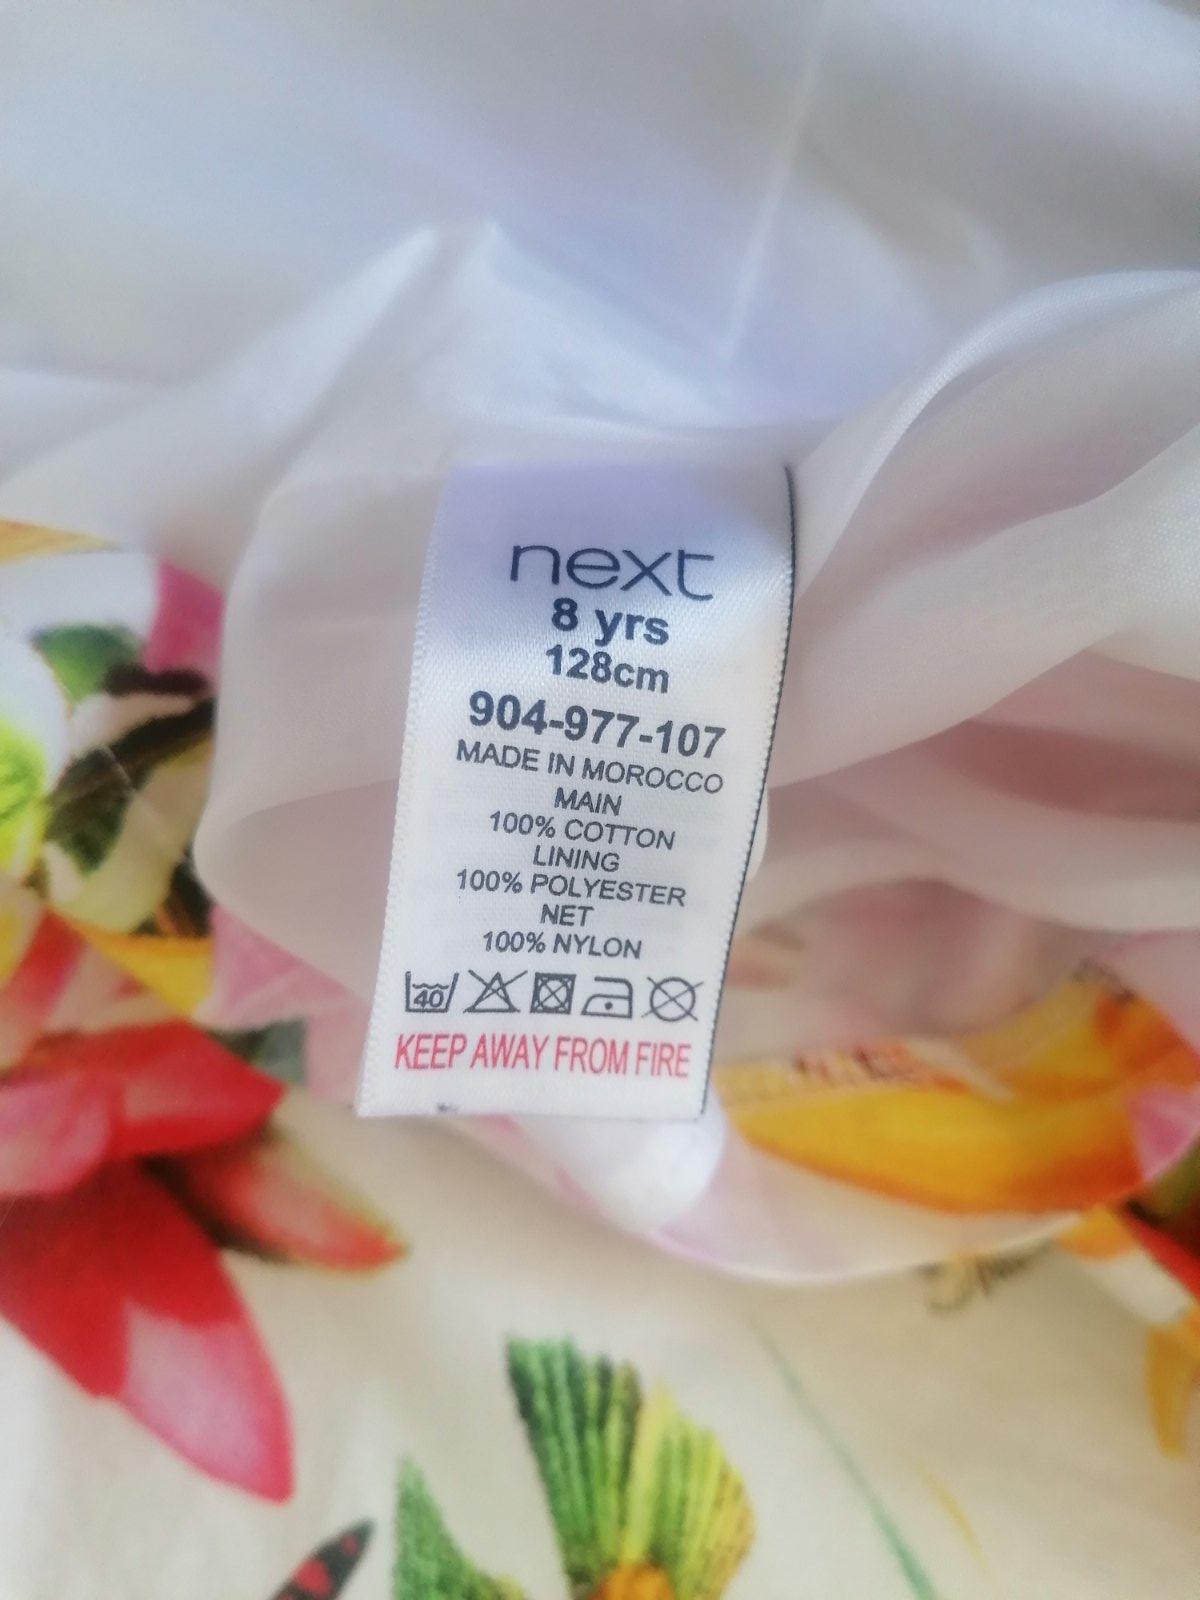 next
8 yrs
128cm
904-977-107
MADE IN MOROCCO
MAIN
100% COTTON
LINING
100% POLYESTER
NET
100% NYLON
40
KEEP AWAY FROM FIRE